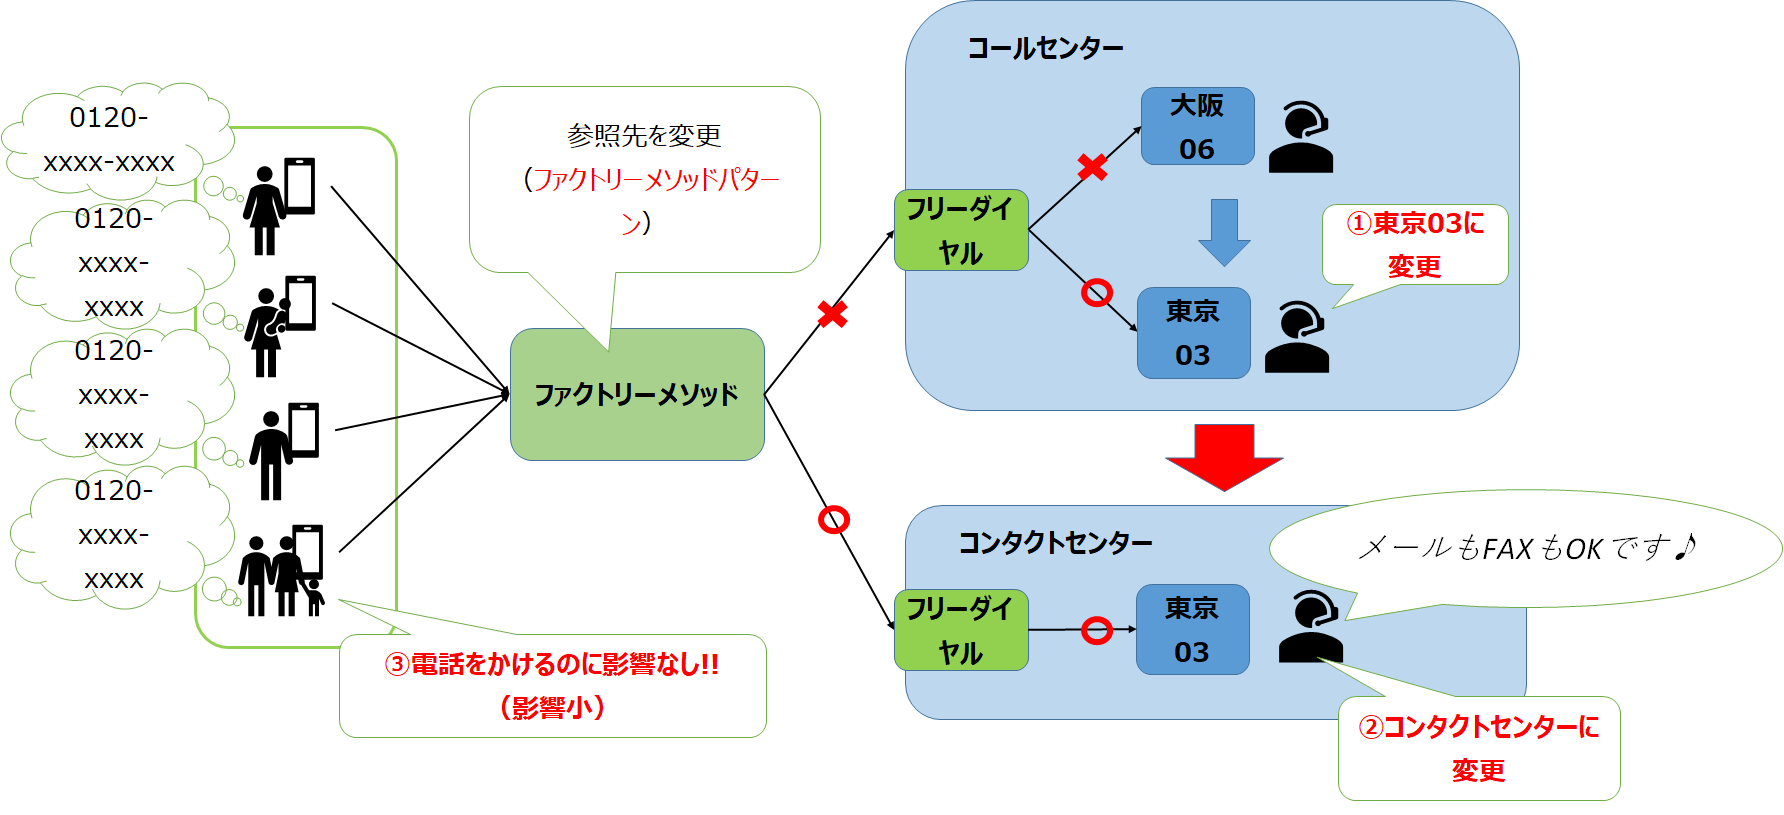 0120-
xxxx-xxxx
0120-
xxxx-
xxxx
0120-
xxxx-
xxxx
0120-
xxxx-
xxxx
参照先を変更
（ファクトリーメソッドパター
ン）
ファクトリーメソッド
③電話をかけるのに影響なし!!
（影響小）
コールセンター
大阪
06
フリーダイ
ヤル
①東京03に
変更
東京
03
コンタクトセンター
メールもFAXもOKです♪
フリーダイ
ヤル
東京
03
②コンタクトセンターに
変更